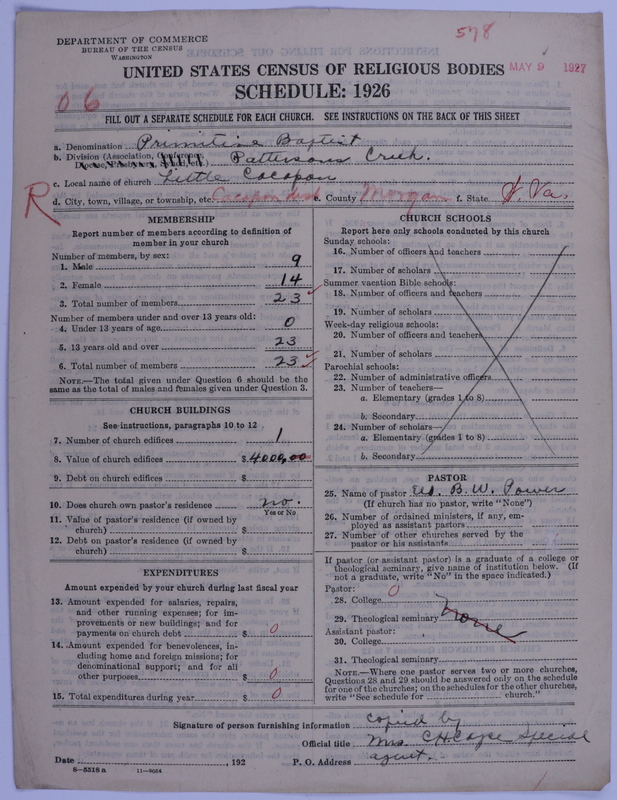 578
DEPARTMENT OF COMMERCE
BUREAU OF THE CENSUS
WASHINGTON
UNITED STATES CENSUS OF RELIGIOUS BODIES
MAY 9 1927
SCHEDULE: 1926
06
FILL OUT A SEPARATE SCHEDULE FOR EACH CHURCH. SEE INSTRUCTIONS ON THE BACK OF THIS SHEET
a. Denomination Primitive Baptist
b. Division (Association, Conference, Pattersons Creek.
c. Local name of church Little Cacapon
R
d. City, town, village, or township, etc. Cacapon dist e. County Morgan f. State W. Va.
MEMBERSHIP
Report number of members according to definition of
member in your church
Number of members, by sex:
1. Male 9
2. Female 14
3. Total number of members 23
Number of members under and over 13 years old:
4. Under 13 years of age 0
5. 13 years old and over 23
6. Total number of members 23
NOTE.—The total given under Question 6 should be the
same as the total of males and females given under Question 3.
CHURCH BUILDINGS
See instructions, paragraphs 10 to 12
7. Number of church edifices 1
8. Value of church edifices $ 4000,00
9. Debt on church edifices $
10. Does church own pastor's residence no.
Yes or No
11. Value of pastor's residence (if owned by
church) $
12. Debt on pastor's residence (if owned by
church) $
EXPENDITURES
Amount expended by your church during last fiscal year
13. Amount expended for salaries, repairs,
and other running expenses; for im-
provements or new buildings; and for
payments on church debt $ 0
14. Amount expended for benevolences, in-
cluding home and foreign missions; for
denominational support; and for all
other purposes $ 0
15. Total expenditures during year $ 0
CHURCH SCHOOLS
Report here only schools conducted by this church
Sunday schools:
16. Number of officers and teachers
17. Number of scholars
Summer vacation Bible schools:
18. Number of officers and teachers
19. Number of scholars
Week-day religious schools:
20. Number of officers and teachers
21. Number of scholars
Parochial schools:
22. Number of administrative officers
23. Number of teachers—
a. Elementary (grades 1 to 8)
b. Secondary
24. Number of scholars—
a. Elementary (grades 1 to 8)
b. Secondary
PASTOR
25. Name of pastor Eld. B. W. Power
(If church has no pastor, write "None")
26. Number of ordained ministers, if any, em-
ployed as assistant pastors
27. Number of other churches served by the
pastor or his assistants
If pastor (or assistant pastor) is a graduate of a college or
theological seminary, give name of institution below. (If
not a graduate, write "No" in the space indicated.)
Pastor:
28. College 0
29. Theological seminary none
Assistant pastor:
30. College
31. Theological seminary
NOTE.—Where one pastor serves two or more churches,
Questions 28 and 29 should be answered only on the schedule
for one of the churches; on the schedules for the other churches,
write "See schedule for church."
Signature of person furnishing information copied by
Official title Mrs. C H Cage Special
Date , 192 P. O. Address agent.
8—5518 a 11—9064